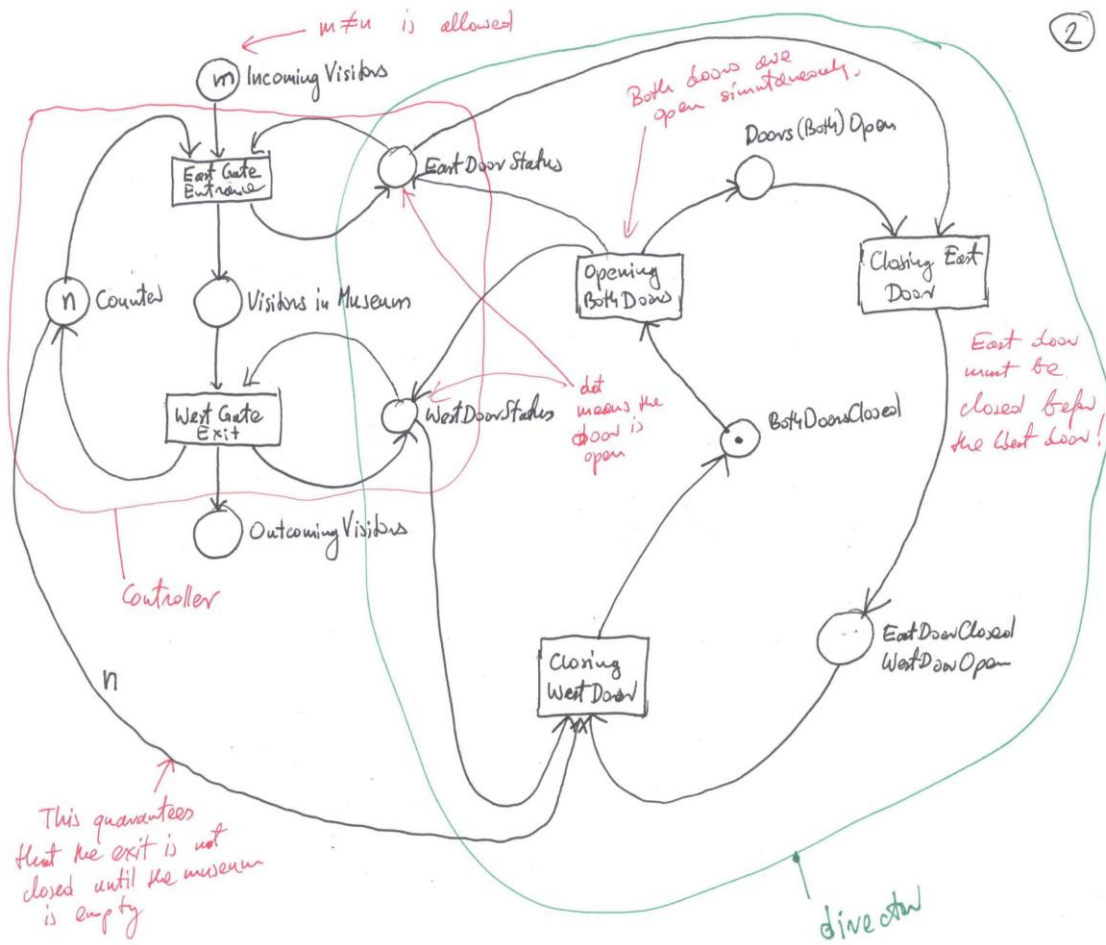 m≠n is allowed
2
m
Incoming Visitors
Both doors are
open simutaneously.
Doors (Both) Open
East Gate
Entrance
East Door Status
Opening
Both Doors
Closing East
Door
n
Counter
Visitors in Museum
East door
must be
closed before
the West door!
West Gate
Exit
West Door Status
dot
means the
door is
open
Both Doors Closed
Outcoming Visitors
Controller
East Door Closed
West Door Open
Closing
West Door
n
This guarantees
that the exit is not
closed until the museum
is empty
director